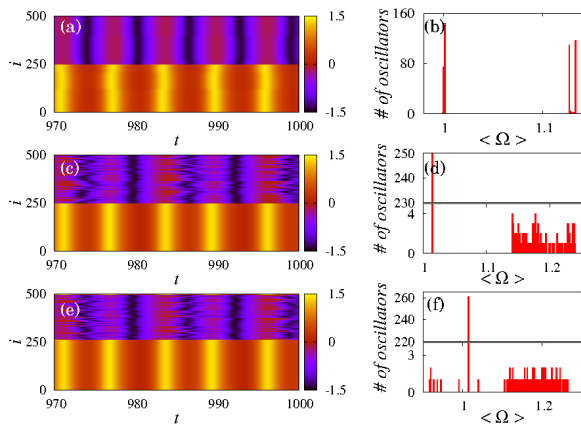 (a)
500
250
0
i
970 980 990 1000
t
1.5
0
-1.5
(b)
# of oscillators
160
80
0
1 1.1
< Ω >
(c)
500
250
0
i
970 980 990 1000
t
1.5
0
-1.5
(d)
# of oscillators
250
240
230
4
0
1 1.1 1.2
< Ω >
(e)
500
250
0
i
970 980 990 1000
t
1.5
0
-1.5
(f)
# of oscillators
260
240
220
3
0
1 1.2
< Ω >